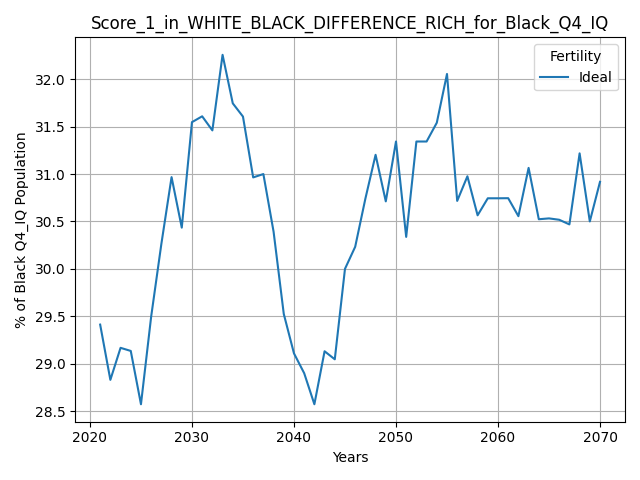 Score_1_in_WHITE_BLACK_DIFFERENCE_RICH_for_Black_Q4_IQ
Fertility
Ideal
% of Black Q4_IQ Population
32.0
31.5
31.0
30.5
30.0
29.5
29.0
28.5
2020 2030 2040 2050 2060 2070
Years